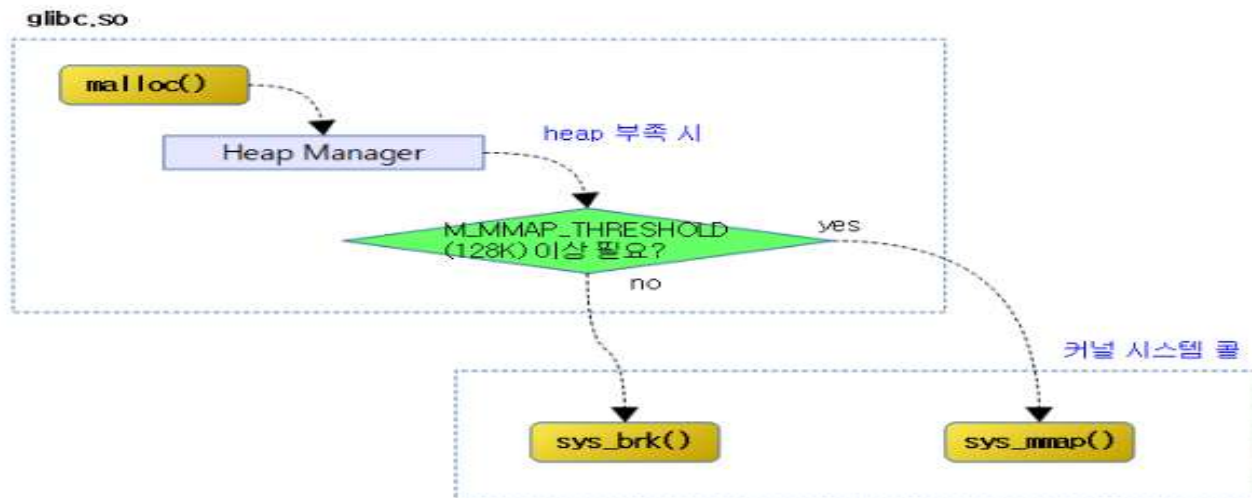 glibc.so
malloc()
Heap Manager
heap 부족 시
M_MMAP_THRESHOLD
(128K) 이상 필요?
yes
no
커널 시스템 콜
sys_brk()
sys_mmap()